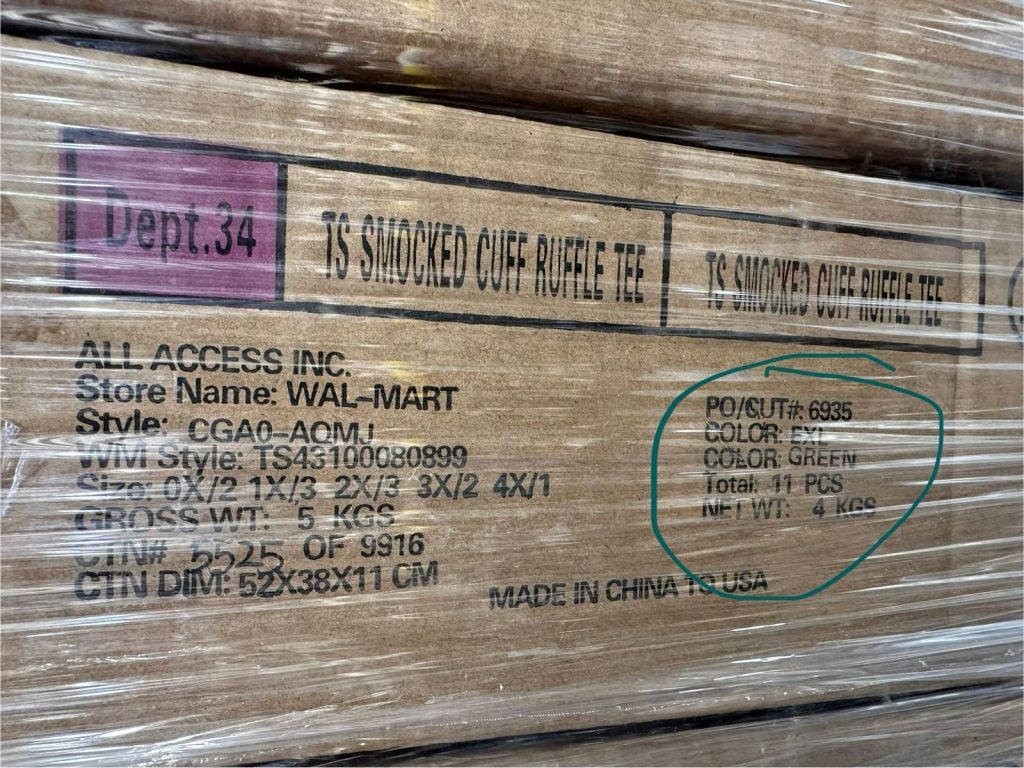 Dept.34
TS SMOCKED CUFF RUFFLE TEE
TS SMOCKED CUFF RUFFLE TEE
ALL ACCESS INC.
Store Name: WAL-MART
Style: CGA0-AQMJ
WM Style: TS43100080899
Size: 0X/2 1X/3 2X/3 3X/2 4X/1
GROSS WT: 5 KGS
CTN# 5525 OF 9916
CTN DIM: 52X38X11 CM
PO/CUT#: 6935
COLOR: EXL
COLOR: GREEN
Total: 11 PCS
NET WT: 4 KGS
MADE IN CHINA TO USA